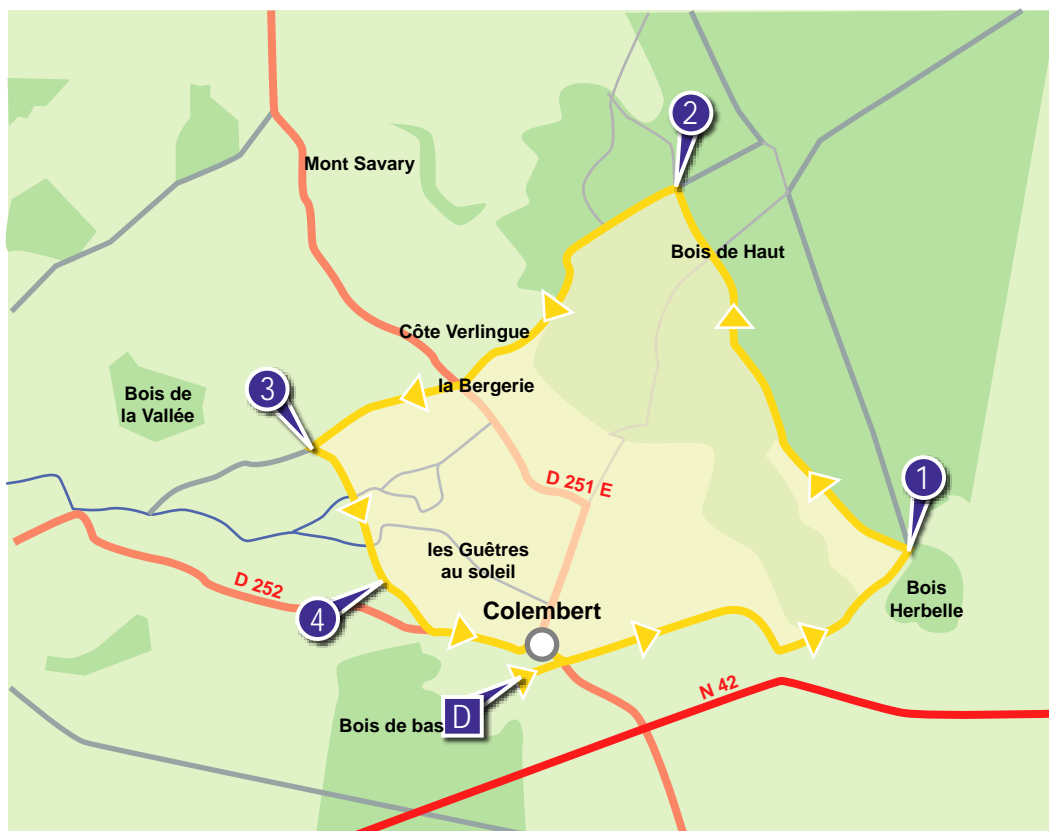 2
Mont Savary
Bois de Haut
Côte Verlingue
la Bergerie
Bois de
la Vallée
3
D 251 E
1
les Guêtres
au soleil
D 252
Bois
Herbelle
4
Colembert
N 42
D
Bois de bas